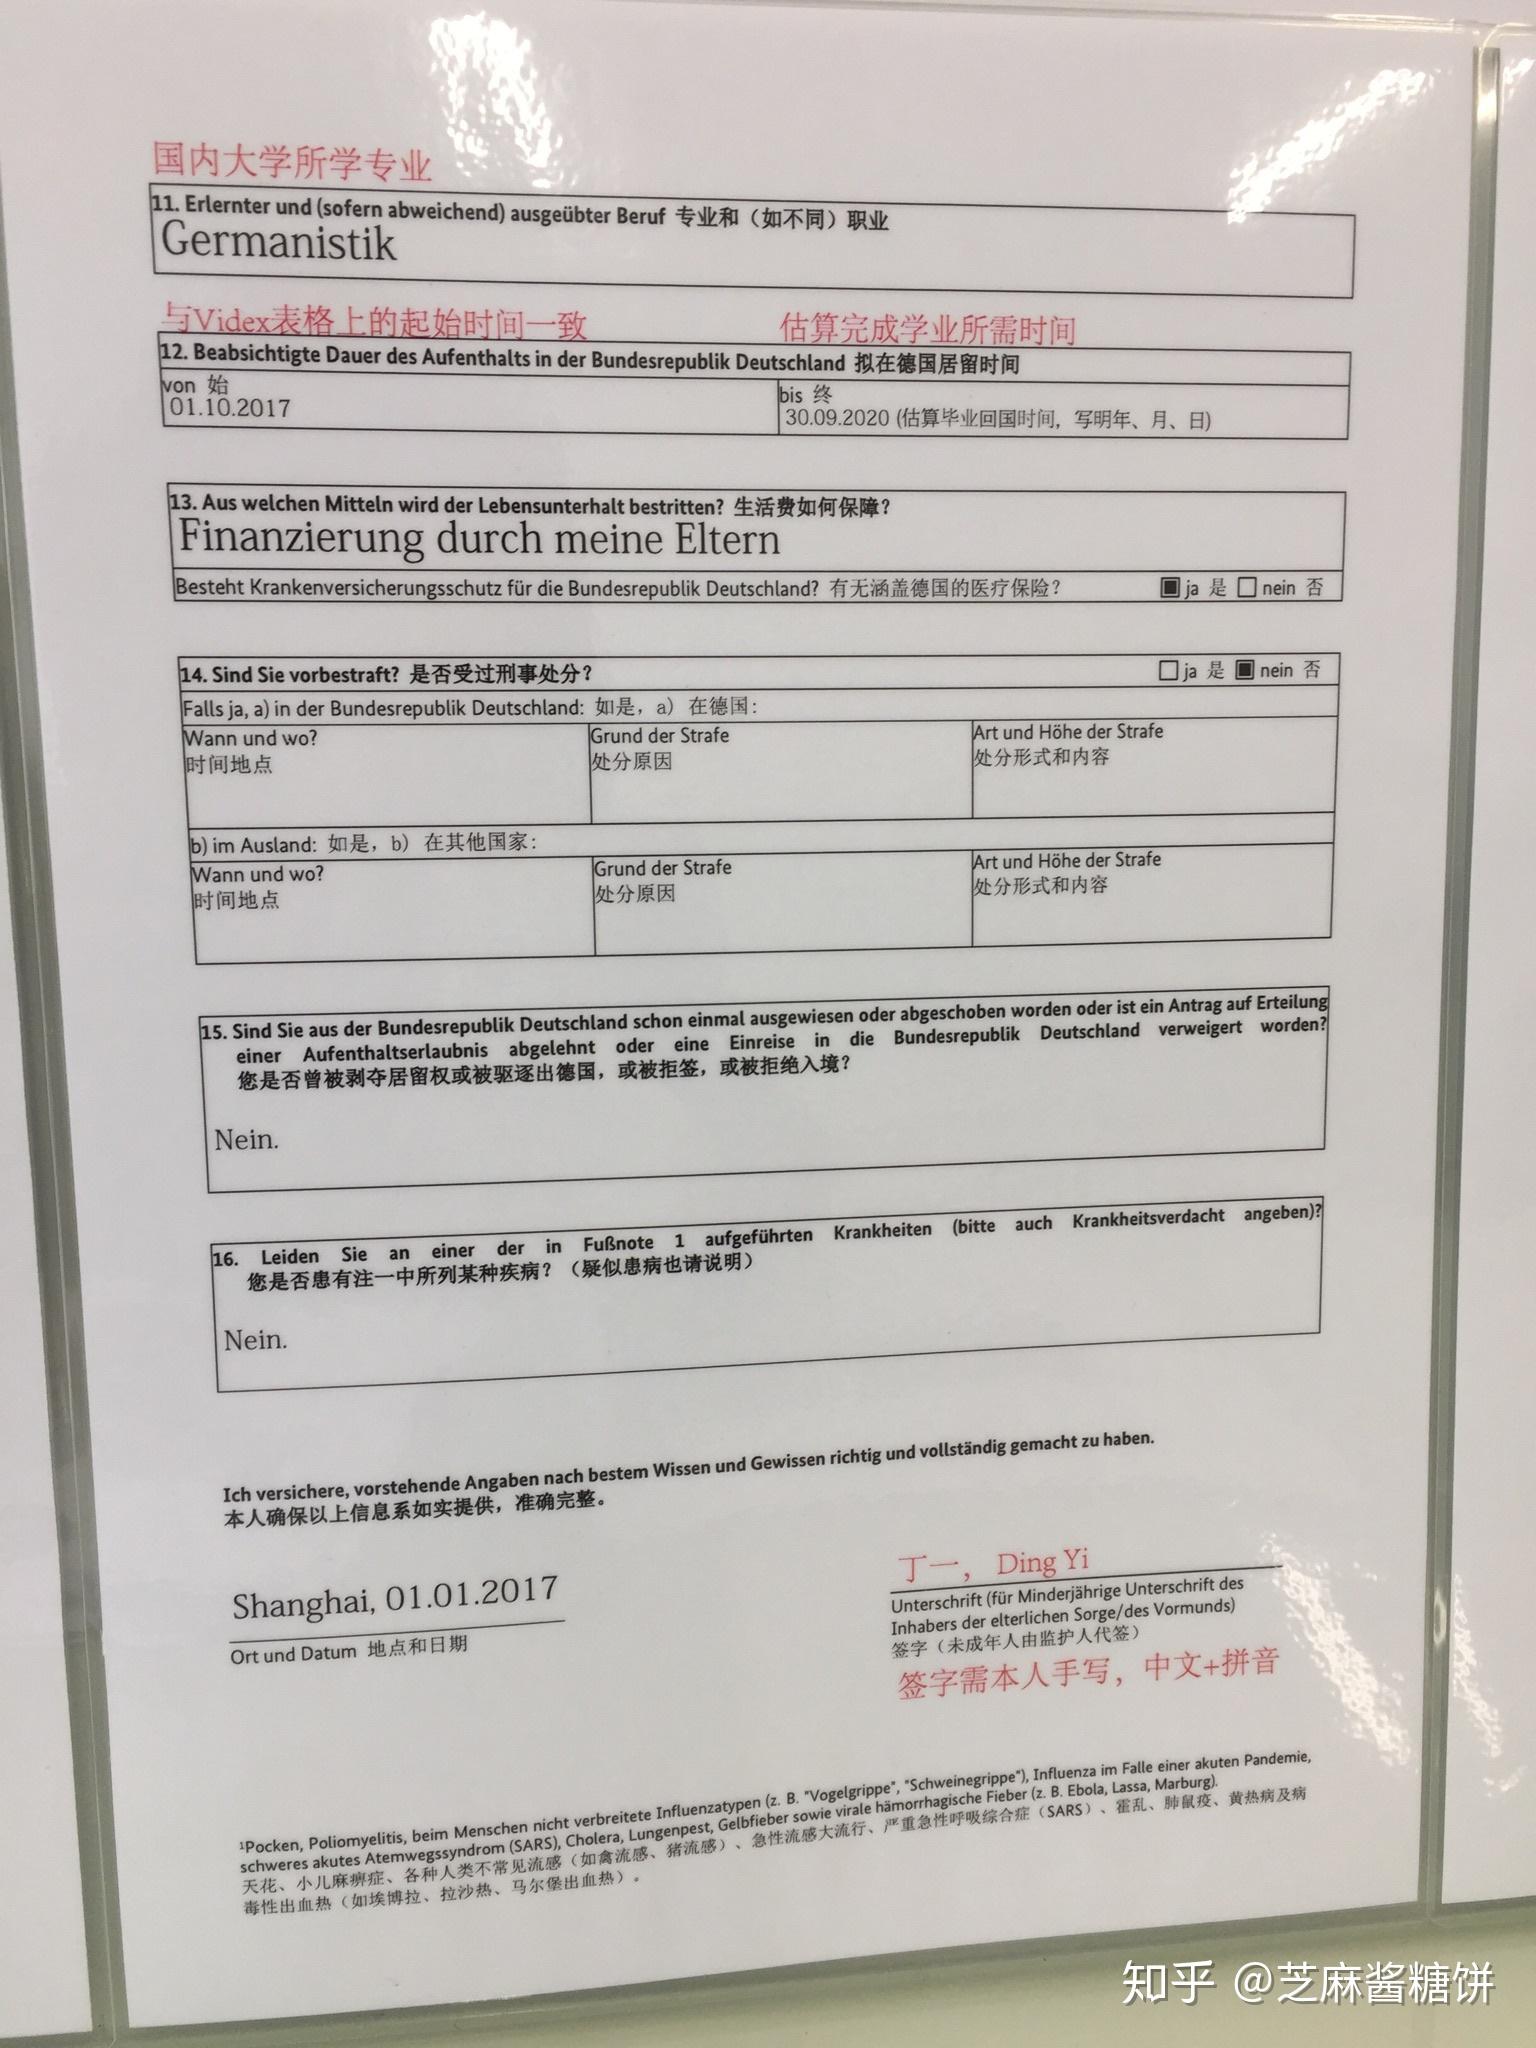 国内大学所学专业
11. Erlernter und (sofern abweichend) ausgeübter Beruf 专业和（如不同）职业
Germanistik
与Videx表格上的起始时间一致 估算完成学业所需时间
12. Beabsichtigte Dauer des Aufenthalts in der Bundesrepublik Deutschland 拟在德国居留时间
von 始 bis 终
01.10.2017 30.09.2020 (估算毕业回国时间，写明年、月、日)
13. Aus welchen Mitteln wird der Lebensunterhalt bestritten? 生活费如何保障？
Finanzierung durch meine Eltern
Besteht Krankenversicherungsschutz für die Bundesrepublik Deutschland? 有无涵盖德国的医疗保险？ ■ ja 是 □ nein 否
14. Sind Sie vorbestraft? 是否受过刑事处分？ □ ja 是 ■ nein 否
Falls ja, a) in der Bundesrepublik Deutschland: 如是，a) 在德国：
Wann und wo? Grund der Strafe Art und Höhe der Strafe
时间地点 处分原因 处分形式和内容
b) im Ausland: 如是，b) 在其他国家：
Wann und wo? Grund der Strafe Art und Höhe der Strafe
时间地点 处分原因 处分形式和内容
15. Sind Sie aus der Bundesrepublik Deutschland schon einmal ausgewiesen oder abgeschoben worden oder ist ein Antrag auf Erteilung
einer Aufenthaltserlaubnis abgelehnt oder eine Einreise in die Bundesrepublik Deutschland verweigert worden?
您是否曾被剥夺居留权或被驱逐出德国，或被拒签，或被拒绝入境？
Nein.
16. Leiden Sie an einer der in Fußnote 1 aufgeführten Krankheiten (bitte auch Krankheitsverdacht angeben)?
您是否患有注一中所列某种疾病？（疑似患病也请说明）
Nein.
Ich versichere, vorstehende Angaben nach bestem Wissen und Gewissen richtig und vollständig gemacht zu haben.
本人确保以上信息系如实提供，准确完整。
Shanghai, 01.01.2017
Ort und Datum 地点和日期
丁一，Ding Yi
Unterschrift (für Minderjährige Unterschrift des
Inhabers der elterlichen Sorge/des Vormunds)
签字（未成年人由监护人代签）
签字需本人手写，中文+拼音
¹Pocken, Poliomyelitis, beim Menschen nicht verbreitete Influenzatypen (z. B. "Vogelgrippe", "Schweinegrippe"), Influenza im Falle einer akuten Pandemie,
schweres akutes Atemwegssyndrom (SARS), Cholera, Lungenpest, Gelbfieber sowie virale hämorrhagische Fieber (z. B. Ebola, Lassa, Marburg).
天花、小儿麻痹症、各种人类不常见流感（如禽流感、猪流感）、急性流感大流行、严重急性呼吸综合症（SARS）、霍乱、肺鼠疫、黄热病及病
毒性出血热（如埃博拉、拉沙热、马尔堡出血热）。
知乎 @芝麻酱糖饼